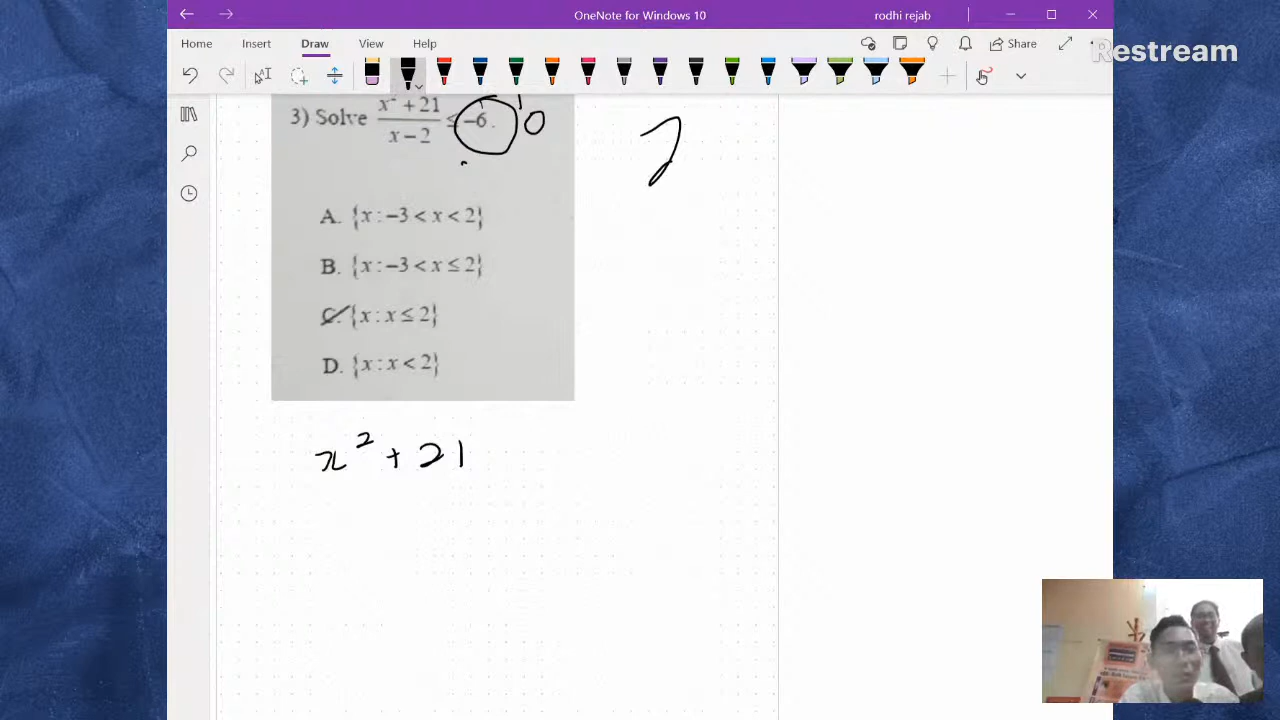 OneNote for Windows 10
rodhi rejab
Home Insert Draw View Help
Share
Restream
3) Solve (x² + 21)/(x − 2) ≤ −6. 0
A. {x : −3 < x < 2}
B. {x : −3 < x ≤ 2}
C. {x : x ≤ 2}
D. {x : x < 2}
x² + 21